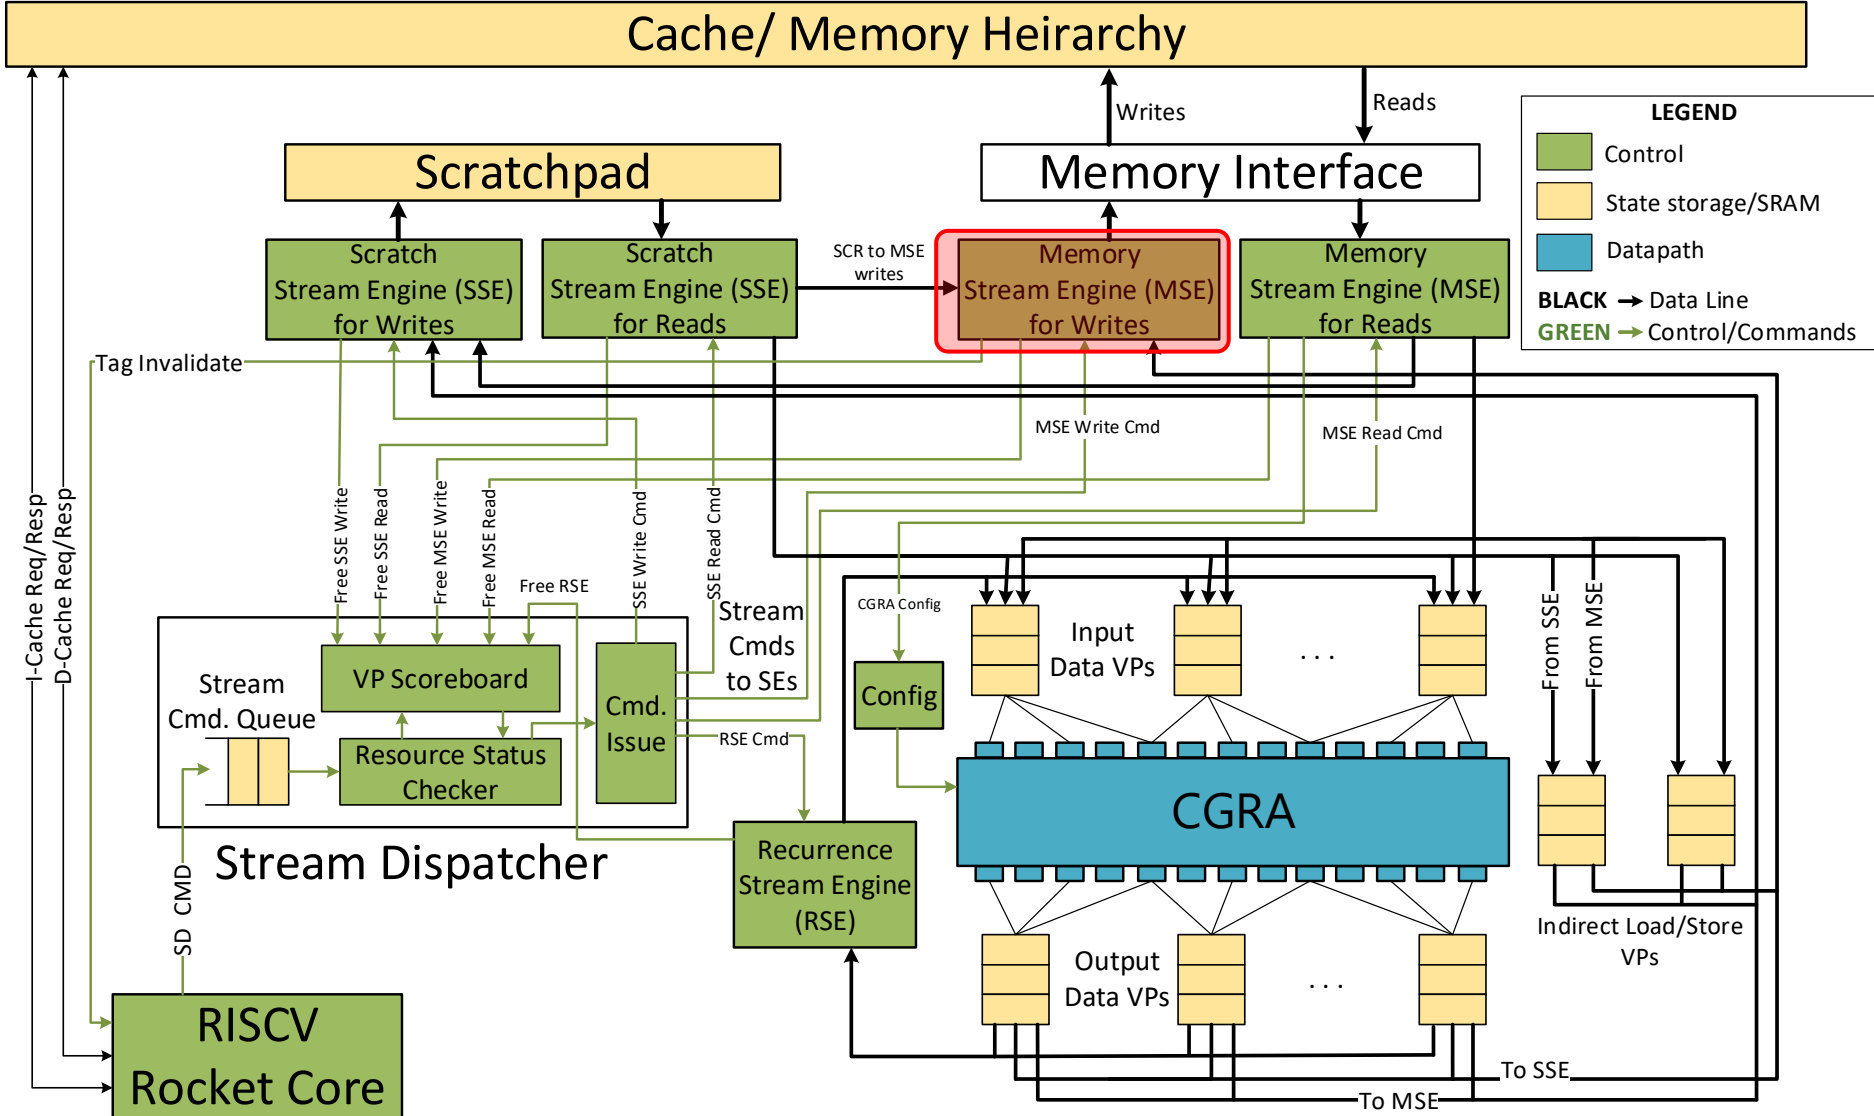 Cache/ Memory Heirarchy
Writes
Reads
LEGEND
Control
State storage/SRAM
Datapath
BLACK Data Line
GREEN Control/Commands
Scratchpad
Memory Interface
Scratch
Stream Engine (SSE)
for Writes
Scratch
Stream Engine (SSE)
for Reads
SCR to MSE
writes
Memory
Stream Engine (MSE)
for Writes
Memory
Stream Engine (MSE)
for Reads
Tag Invalidate
MSE Write Cmd
MSE Read Cmd
I-Cache Req/Resp
D-Cache Req/Resp
Free SSE Write
Free SSE Read
Free MSE Write
Free MSE Read
Free RSE
SSE Write Cmd
SSE Read Cmd
Stream
Cmds
to SEs
CGRA Config
Input
Data VPs
. . .
From SSE
From MSE
VP Scoreboard
Stream
Cmd. Queue
Resource Status
Checker
Cmd.
Issue
RSE Cmd
Config
CGRA
Stream Dispatcher
SD CMD
Recurrence
Stream Engine
(RSE)
Indirect Load/Store
VPs
Output
Data VPs
. . .
RISCV
Rocket Core
To SSE
To MSE